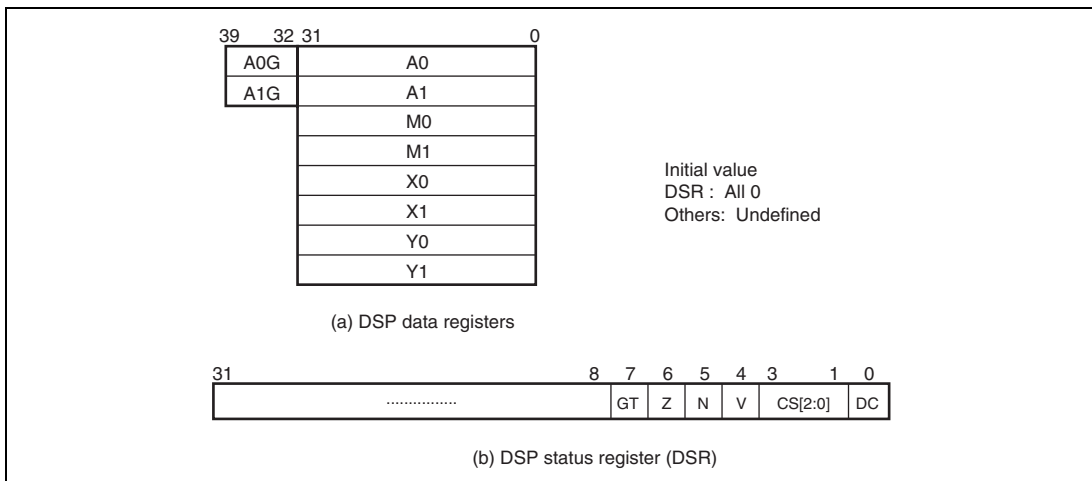 39 32 31 0
A0G A0
A1G A1
M0
M1
X0
X1
Y0
Y1
Initial value
DSR : All 0
Others: Undefined
(a) DSP data registers
31 8 7 6 5 4 3 1 0
............... GT Z N V CS[2:0] DC
(b) DSP status register (DSR)